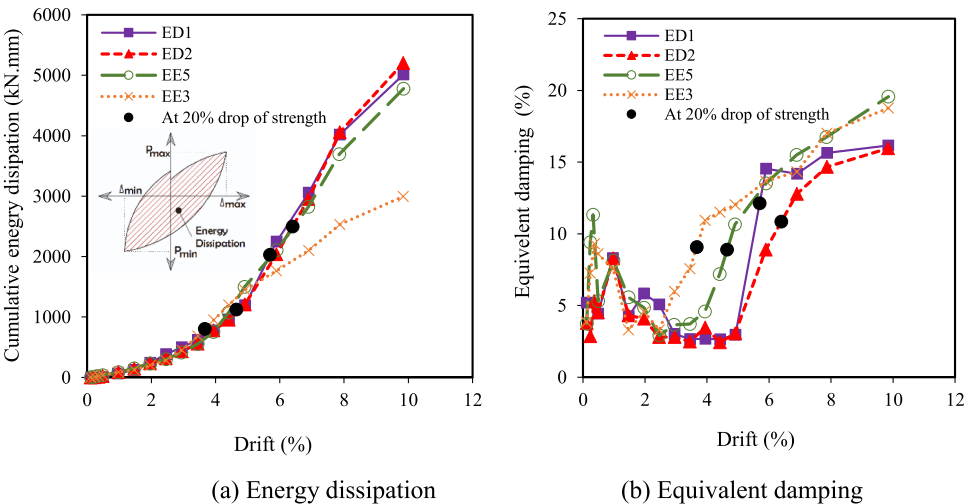 Cumulative enegry disipation (kN.mm)
6000
5000
4000
3000
2000
1000
0
0 2 4 6 8 10 12
Drift (%)
ED1
ED2
EE5
EE3
At 20% drop of strength
Pmax
Δmin
Δmax
Energy
Dissipation
Pmin
(a) Energy dissipation
Equivelent damping (%)
25
20
15
10
5
0
0 2 4 6 8 10 12
Drift (%)
ED1
ED2
EE5
EE3
At 20% drop of strength
(b) Equivalent damping